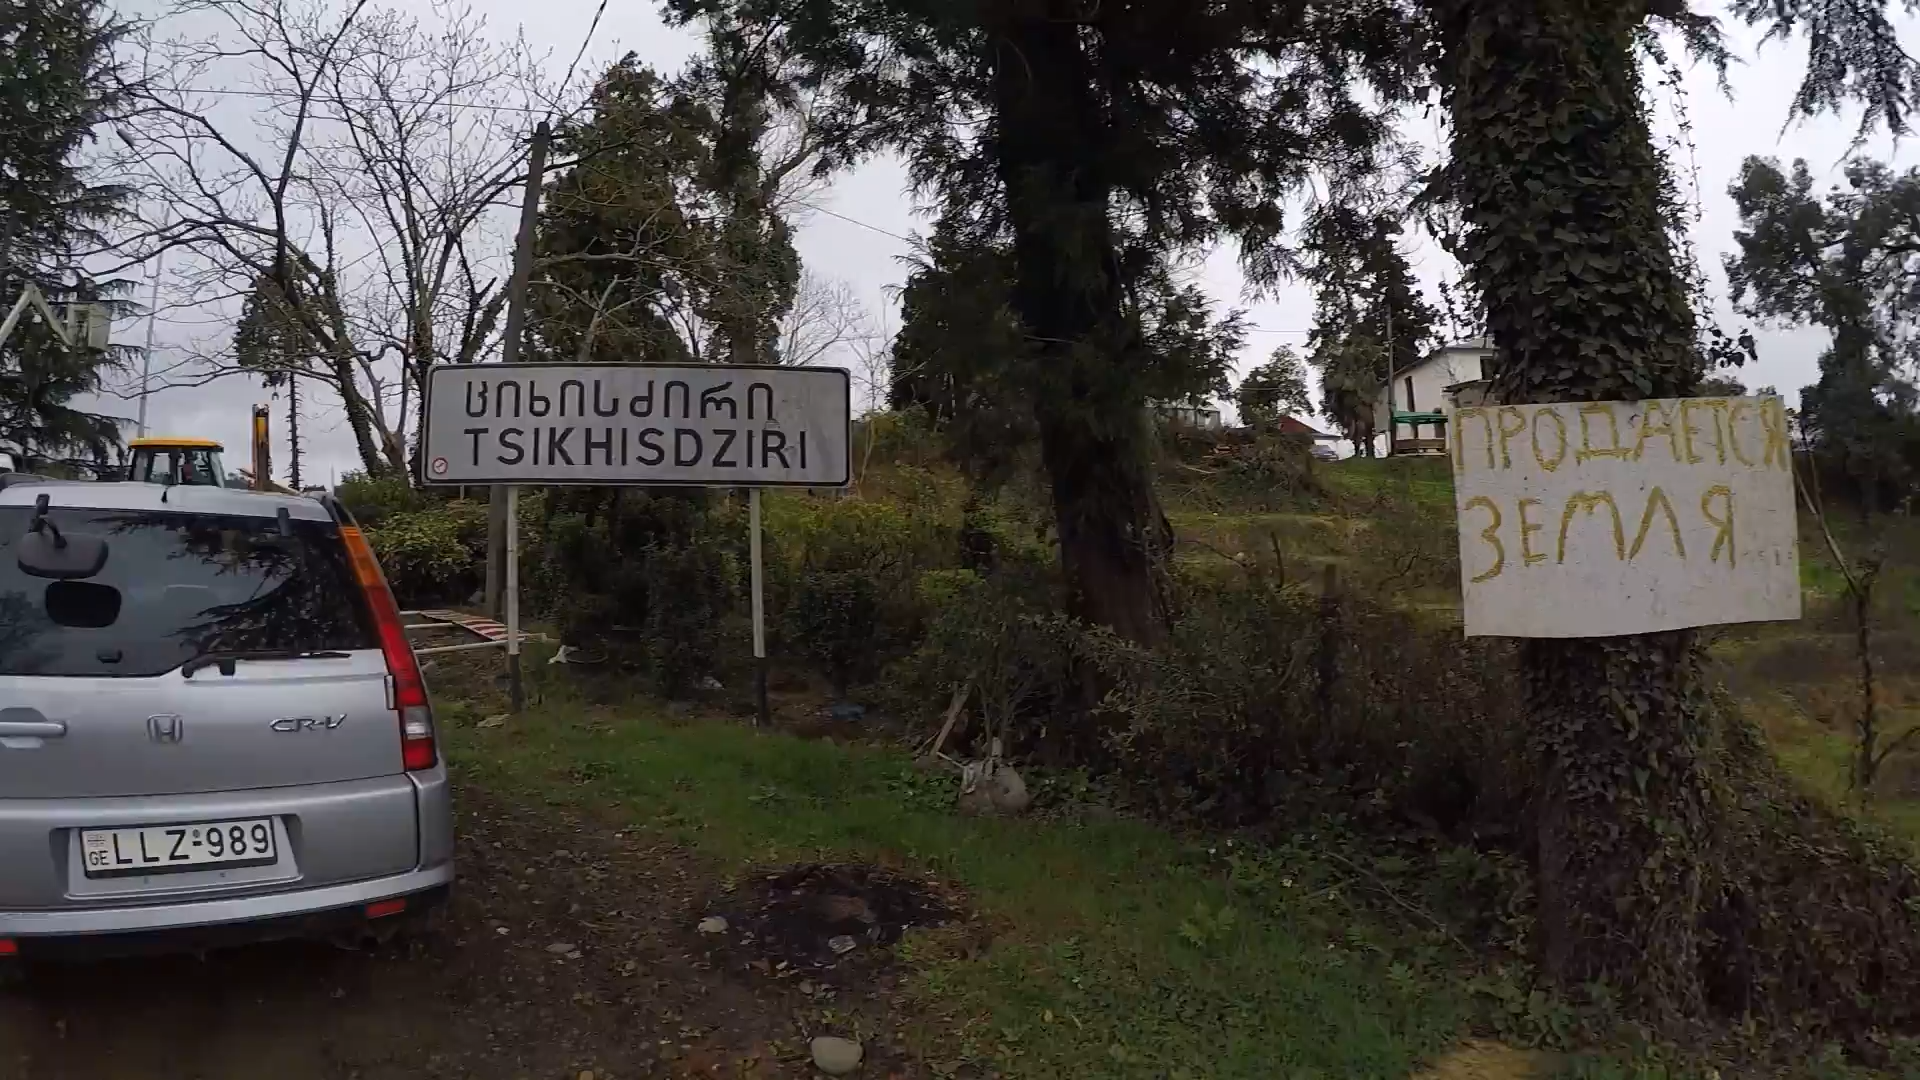 ციხისძირი
TSIKHISDZIRI
ПРОДАЕТСЯ
ЗЕМЛЯ
CR-V
GE LLZ-989